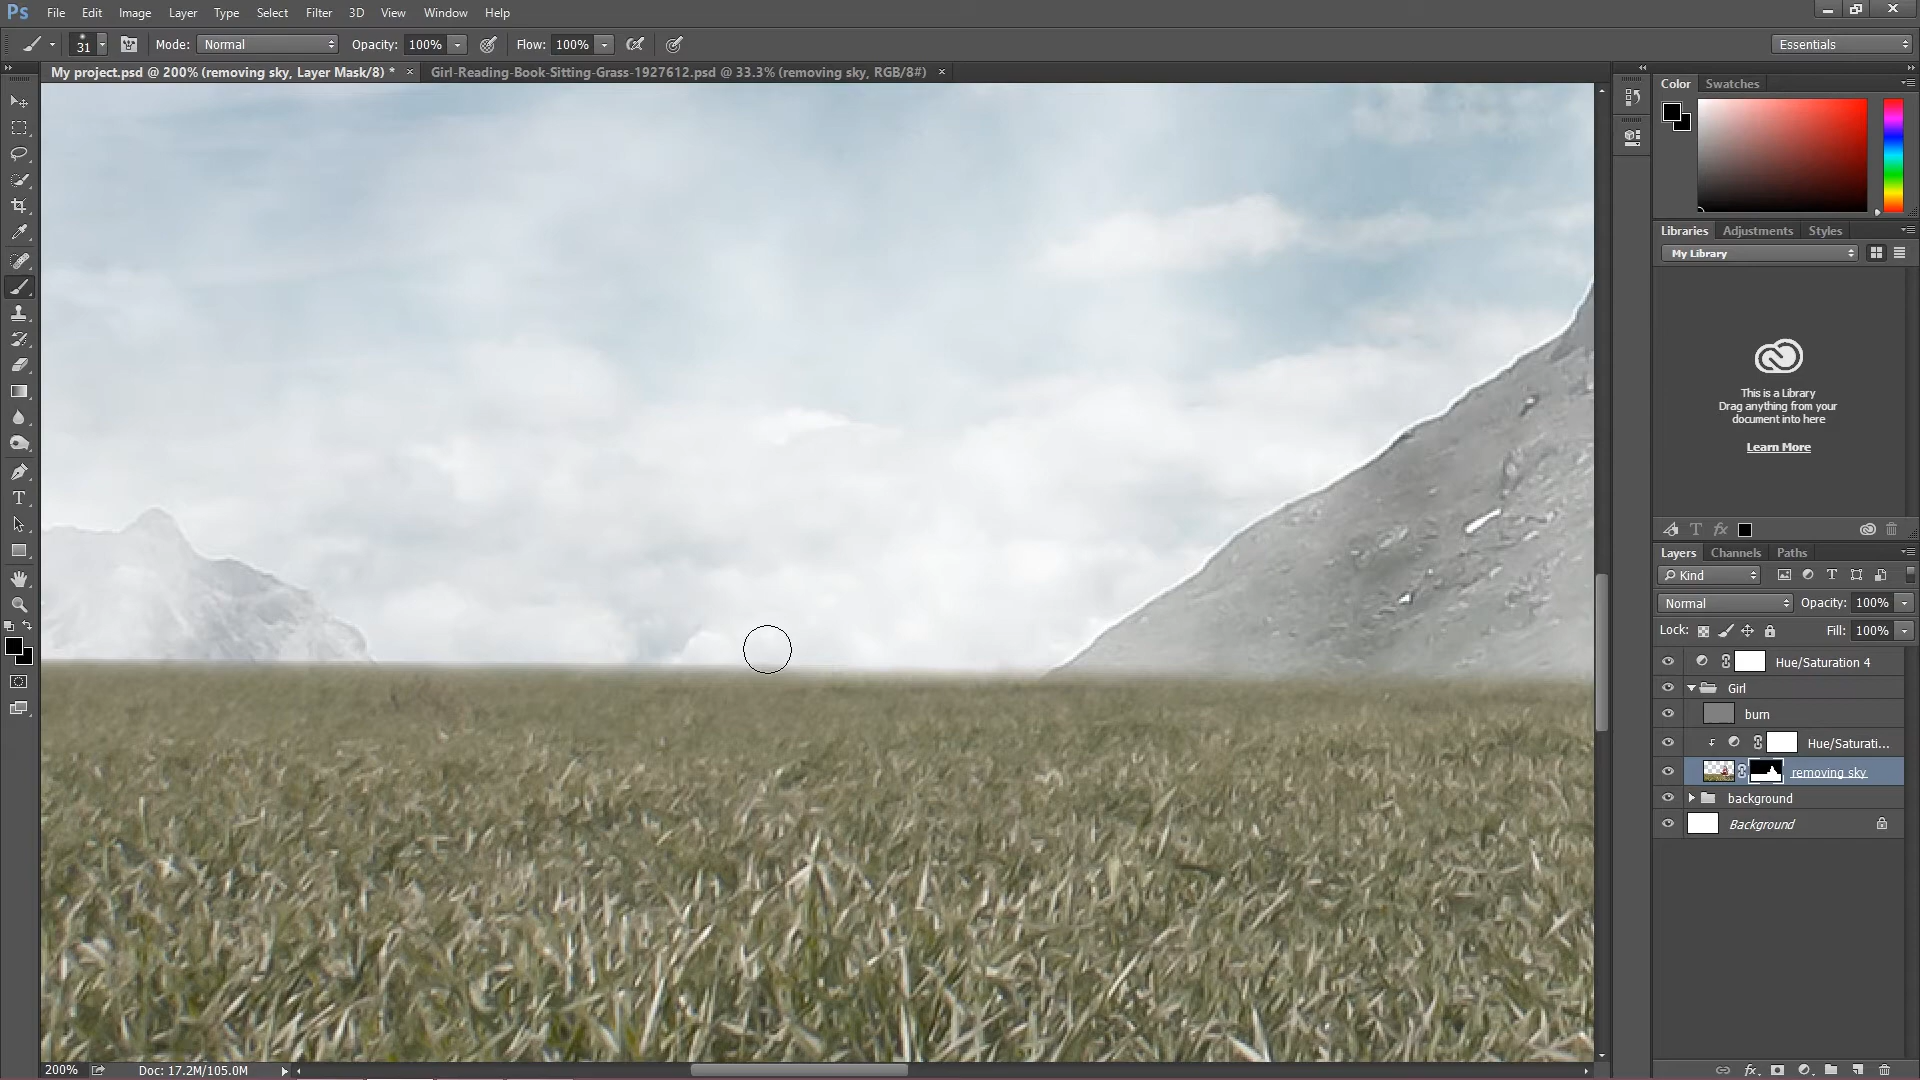 Ps File Edit Image Layer Type Select Filter 3D View Window Help
31 Mode: Normal Opacity: 100% Flow: 100% Essentials
My project.psd @ 200% (removing sky, Layer Mask/8) * × Girl-Reading-Book-Sitting-Grass-1927612.psd @ 33.3% (removing sky, RGB/8#) ×
Color Swatches
Libraries Adjustments Styles
My Library
This is a Library
Drag anything from your
document into here
Learn More
T fx
Layers Channels Paths
Kind T
Normal Opacity: 100%
Lock: Fill: 100%
Hue/Saturation 4
Girl
burn
Hue/Saturati...
removing sky
background
Background
T
200% Doc: 17.2M/105.0M
fx